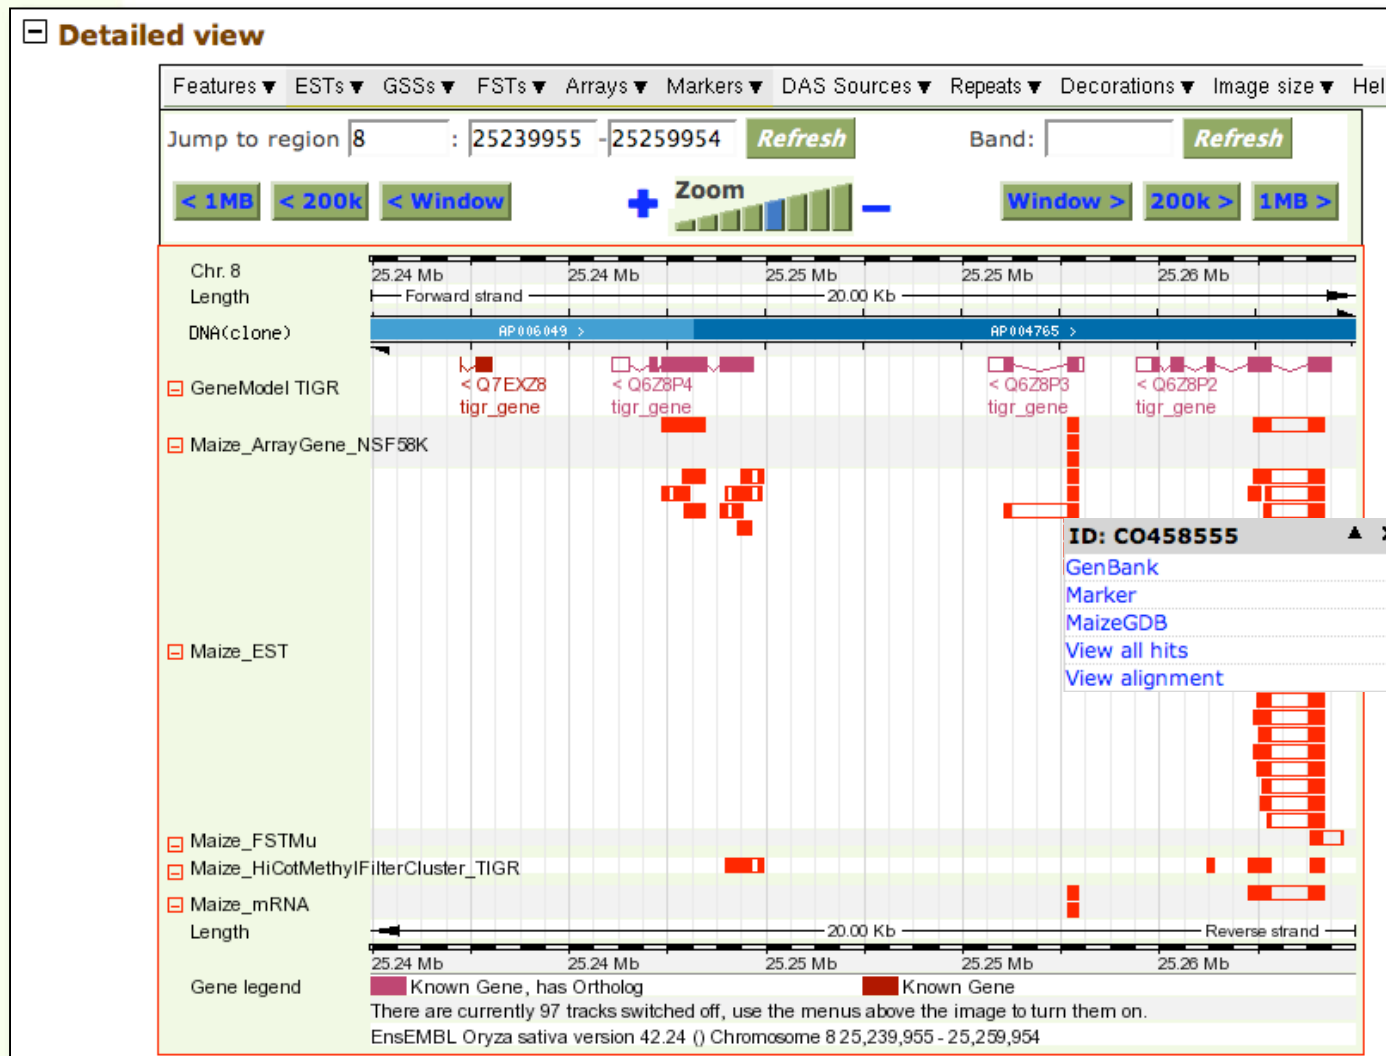 Detailed view
Features ▼ ESTs ▼ GSSs ▼ FSTs ▼ Arrays ▼ Markers ▼ DAS Sources ▼ Repeats ▼ Decorations ▼ Image size ▼ Hel
Jump to region 8 : 25239955 - 25259954 Refresh Band: Refresh
< 1MB < 200k < Window + Zoom − Window > 200k > 1MB >
Chr. 8 25.24 Mb 25.24 Mb 25.25 Mb 25.25 Mb 25.26 Mb
Length Forward strand 20.00 Kb
DNA(clone) AP006049 > AP004765 >
GeneModel TIGR < Q7EXZ8 < Q6Z8P4 < Q6Z8P3 < Q6Z8P2
tigr_gene tigr_gene tigr_gene tigr_gene
Maize_ArrayGene_NSF58K
ID: CO458555 ▲
GenBank
Marker
MaizeGDB
View all hits
View alignment
Maize_EST
Maize_FSTMu
Maize_HiCotMethylFilterCluster_TIGR
Maize_mRNA
Length 20.00 Kb Reverse strand
25.24 Mb 25.24 Mb 25.25 Mb 25.25 Mb 25.26 Mb
Gene legend Known Gene, has Ortholog Known Gene
There are currently 97 tracks switched off, use the menus above the image to turn them on.
EnsEMBL Oryza sativa version 42.24 () Chromosome 8 25,239,955 - 25,259,954